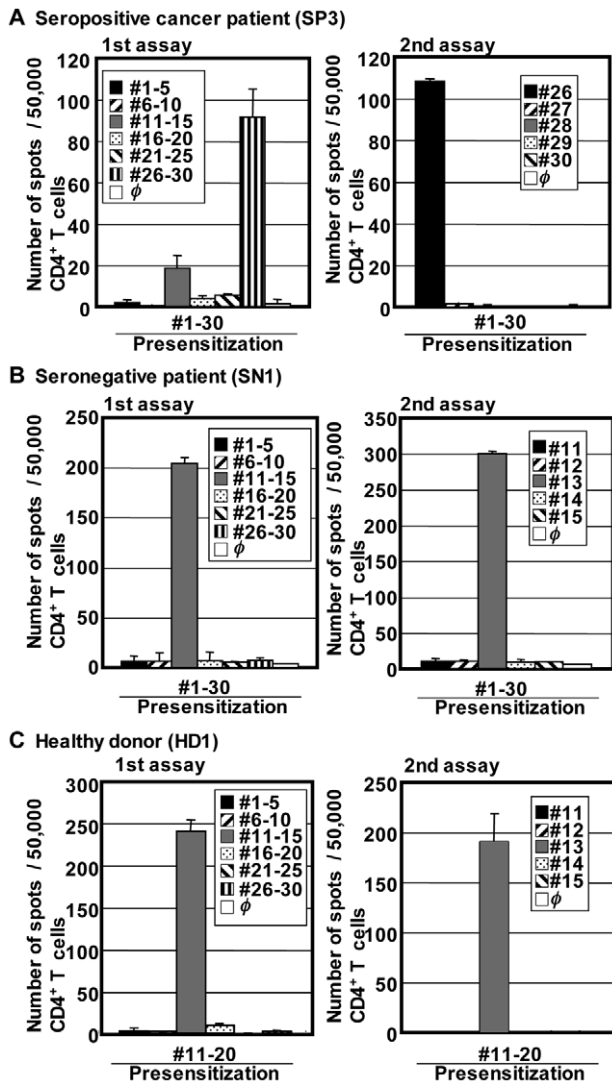 A Seropositive cancer patient (SP3)
1st assay
2nd assay
Number of spots / 50,000
CD4+ T cells
120
100
80
60
40
20
0
#1-5
#6-10
#11-15
#16-20
#21-25
#26-30
ϕ
#1-30
Presensitization
Number of spots / 50,000
CD4+ T cells
120
100
80
60
40
20
0
#26
#27
#28
#29
#30
ϕ
#1-30
Presensitization
B Seronegative patient (SN1)
1st assay
2nd assay
Number of spots / 50,000
CD4+ T cells
250
200
150
100
50
0
#1-5
#6-10
#11-15
#16-20
#21-25
#26-30
ϕ
#1-30
Presensitization
Number of spots / 50,000
CD4+ T cells
350
300
250
200
150
100
50
0
#11
#12
#13
#14
#15
ϕ
#1-30
Presensitization
C Healthy donor (HD1)
1st assay
2nd assay
Number of spots / 50,000
CD4+ T cells
300
250
200
150
100
50
0
#1-5
#6-10
#11-15
#16-20
#21-25
#26-30
ϕ
#11-20
Presensitization
Number of spots / 50,000
CD4+ T cells
250
200
150
100
50
0
#11
#12
#13
#14
#15
ϕ
#11-20
Presensitization